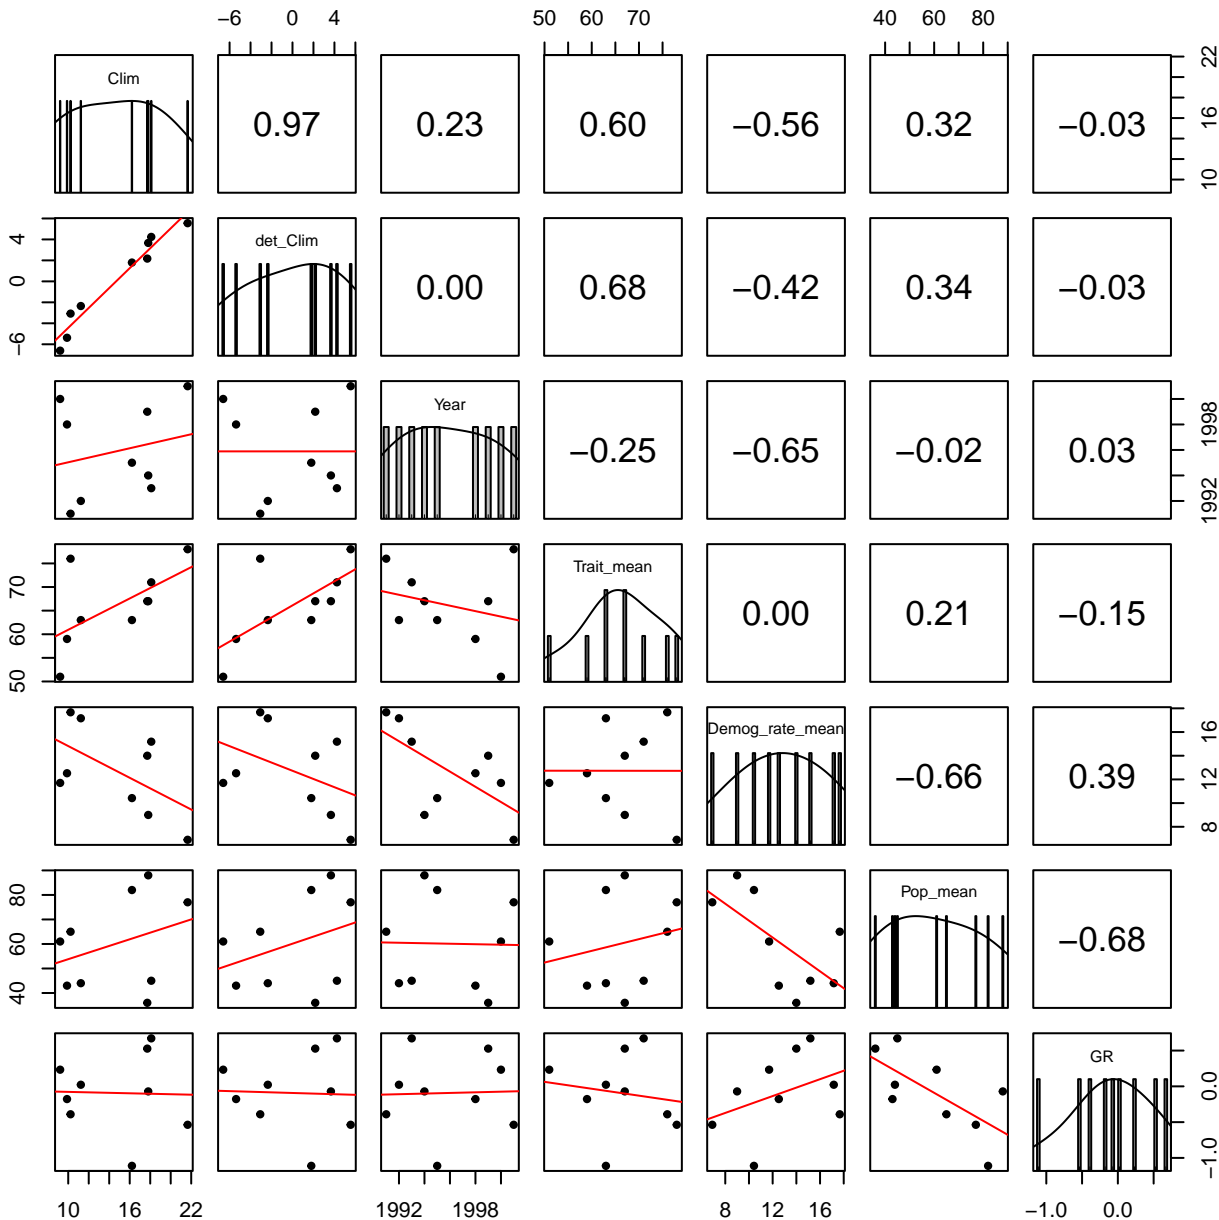 −6 0 4 50 60 70 40 60 80
Clim 0.97 0.23 0.60 −0.56 0.32 −0.03 10 16 22
−6 0 4 det_Clim 0.00 0.68 −0.42 0.34 −0.03
Year −0.25 −0.65 −0.02 0.03 1992 1998
50 60 70 Trait_mean 0.00 0.21 −0.15
Demog_rate_mean −0.66 0.39 8 12 16
40 60 80 Pop_mean −0.68
GR −1.0 0.0
10 16 22 1992 1998 8 12 16 −1.0 0.0